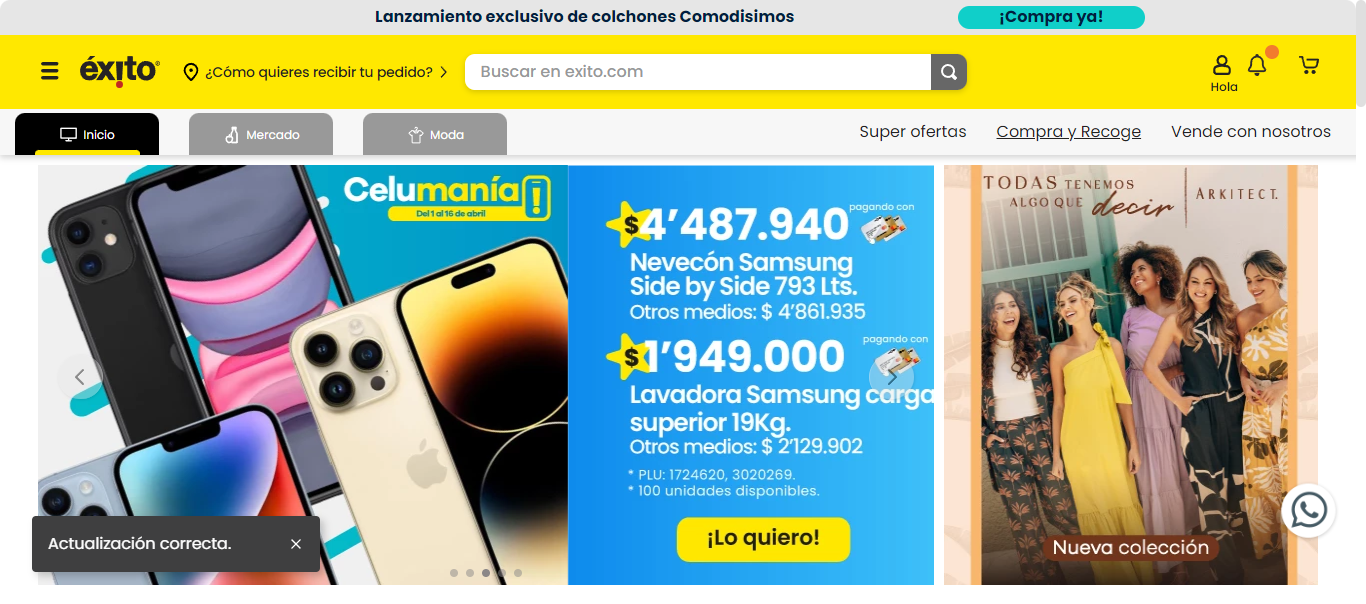 Lanzamiento exclusivo de colchones Comodisimos
¡Compra ya!
éxito
¿Cómo quieres recibir tu pedido?
Buscar en exito.com
Hola
Inicio
Mercado
Moda
Super ofertas
Compra y Recoge
Vende con nosotros
Celumanía
Del 1 al 16 de abril
$4’487.940
pagando con
Nevecón Samsung
Side by Side 793 Lts.
Otros medios: $ 4’861.935
$1’949.000
pagando con
Lavadora Samsung carga
superior 19Kg.
Otros medios: $ 2’129.902
* PLU: 1724620, 3020269.
* 100 unidades disponibles.
¡Lo quiero!
TODAS TENEMOS
ALGO QUE decir
ARKITECT.
Nueva colección
Actualización correcta.